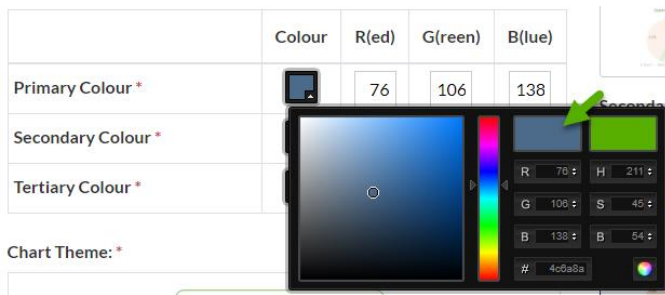 Colour R(ed) G(reen) B(lue)
Primary Colour * 76 106 138
Secondary Colour *
Tertiary Colour *
R 76 H 211
G 106 S 45
B 138 B 54
# 4c6a8a
Chart Theme: *